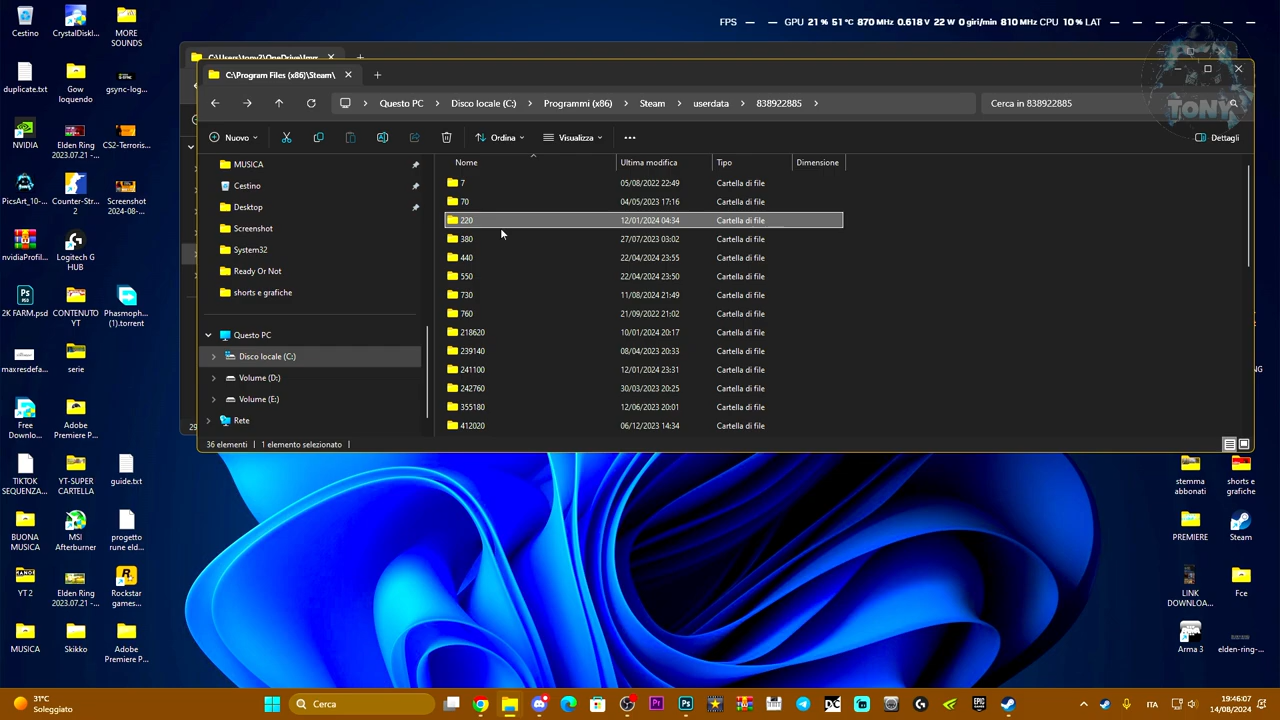 FPS — — GPU 21 % 51 °C 870 MHz 0.618 V 22 W 0 giri/min 810 MHz CPU 10 % LAT — — — — — — —
Cestino
CrystalDiskI...
MORE SOUNDS
duplicate.txt
Gow loquendo
gsync-log...
NVIDIA
Elden Ring 2023.07.21 -...
CS2-Terroris...
PicsArt_10-...
Counter-Str... 2
Screenshot 2024-08-...
nvidiaProfil...
Logitech G HUB
2K FARM.psd
CONTENUTO YT
Phasmoph... (1).torrent
maxresdefa...
serie
Free Downlo...
Adobe Premiere P...
TIKTOK SEQUENZA...
YT-SUPER CARTELLA
guide.txt
BUONA MUSICA
MSI Afterburner
progetto rune eld...
YT 2
Elden Ring 2023.07.21 -...
Rockstar games...
MUSICA
Skikko
Adobe Premiere P...
C:\Program Files (x86)\Steam\
TONY
Questo PC > Disco locale (C:) > Programmi (x86) > Steam > userdata > 838922885 >
Cerca in 838922885
Nuovo
Ordina
Visualizza
Dettagli
MUSICA
Cestino
Desktop
Screenshot
System32
Ready Or Not
shorts e grafiche
Questo PC
Disco locale (C:)
Volume (D:)
Volume (E:)
Rete
Nome Ultima modifica Tipo Dimensione
7 05/08/2022 22:49 Cartella di file
70 04/05/2023 17:16 Cartella di file
220 12/01/2024 04:34 Cartella di file
380 27/07/2023 03:02 Cartella di file
440 22/04/2024 23:55 Cartella di file
550 22/04/2024 23:50 Cartella di file
730 11/08/2024 21:49 Cartella di file
760 21/09/2022 21:02 Cartella di file
218620 10/01/2024 20:17 Cartella di file
239140 08/04/2023 20:33 Cartella di file
241100 12/01/2024 23:31 Cartella di file
242760 30/03/2023 20:25 Cartella di file
355180 12/06/2023 20:01 Cartella di file
412020 06/12/2023 14:34 Cartella di file
36 elementi 1 elemento selezionato
stemma abbonati
shorts e grafiche
PREMIERE
Steam
LINK DOWNLOA...
Fce
Arma 3
elden-ring-...
31°C
Soleggiato
Cerca
ITA
19:46:07
14/08/2024